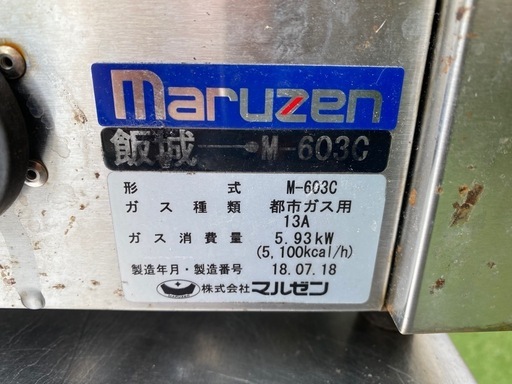 maruzen
飯城 M-603C
形式 M-603C
ガス種類 都市ガス用
13A
ガス消費量 5.93kW
(5,100kcal/h)
製造年月・製造番号 18.07.18
株式会社マルゼン